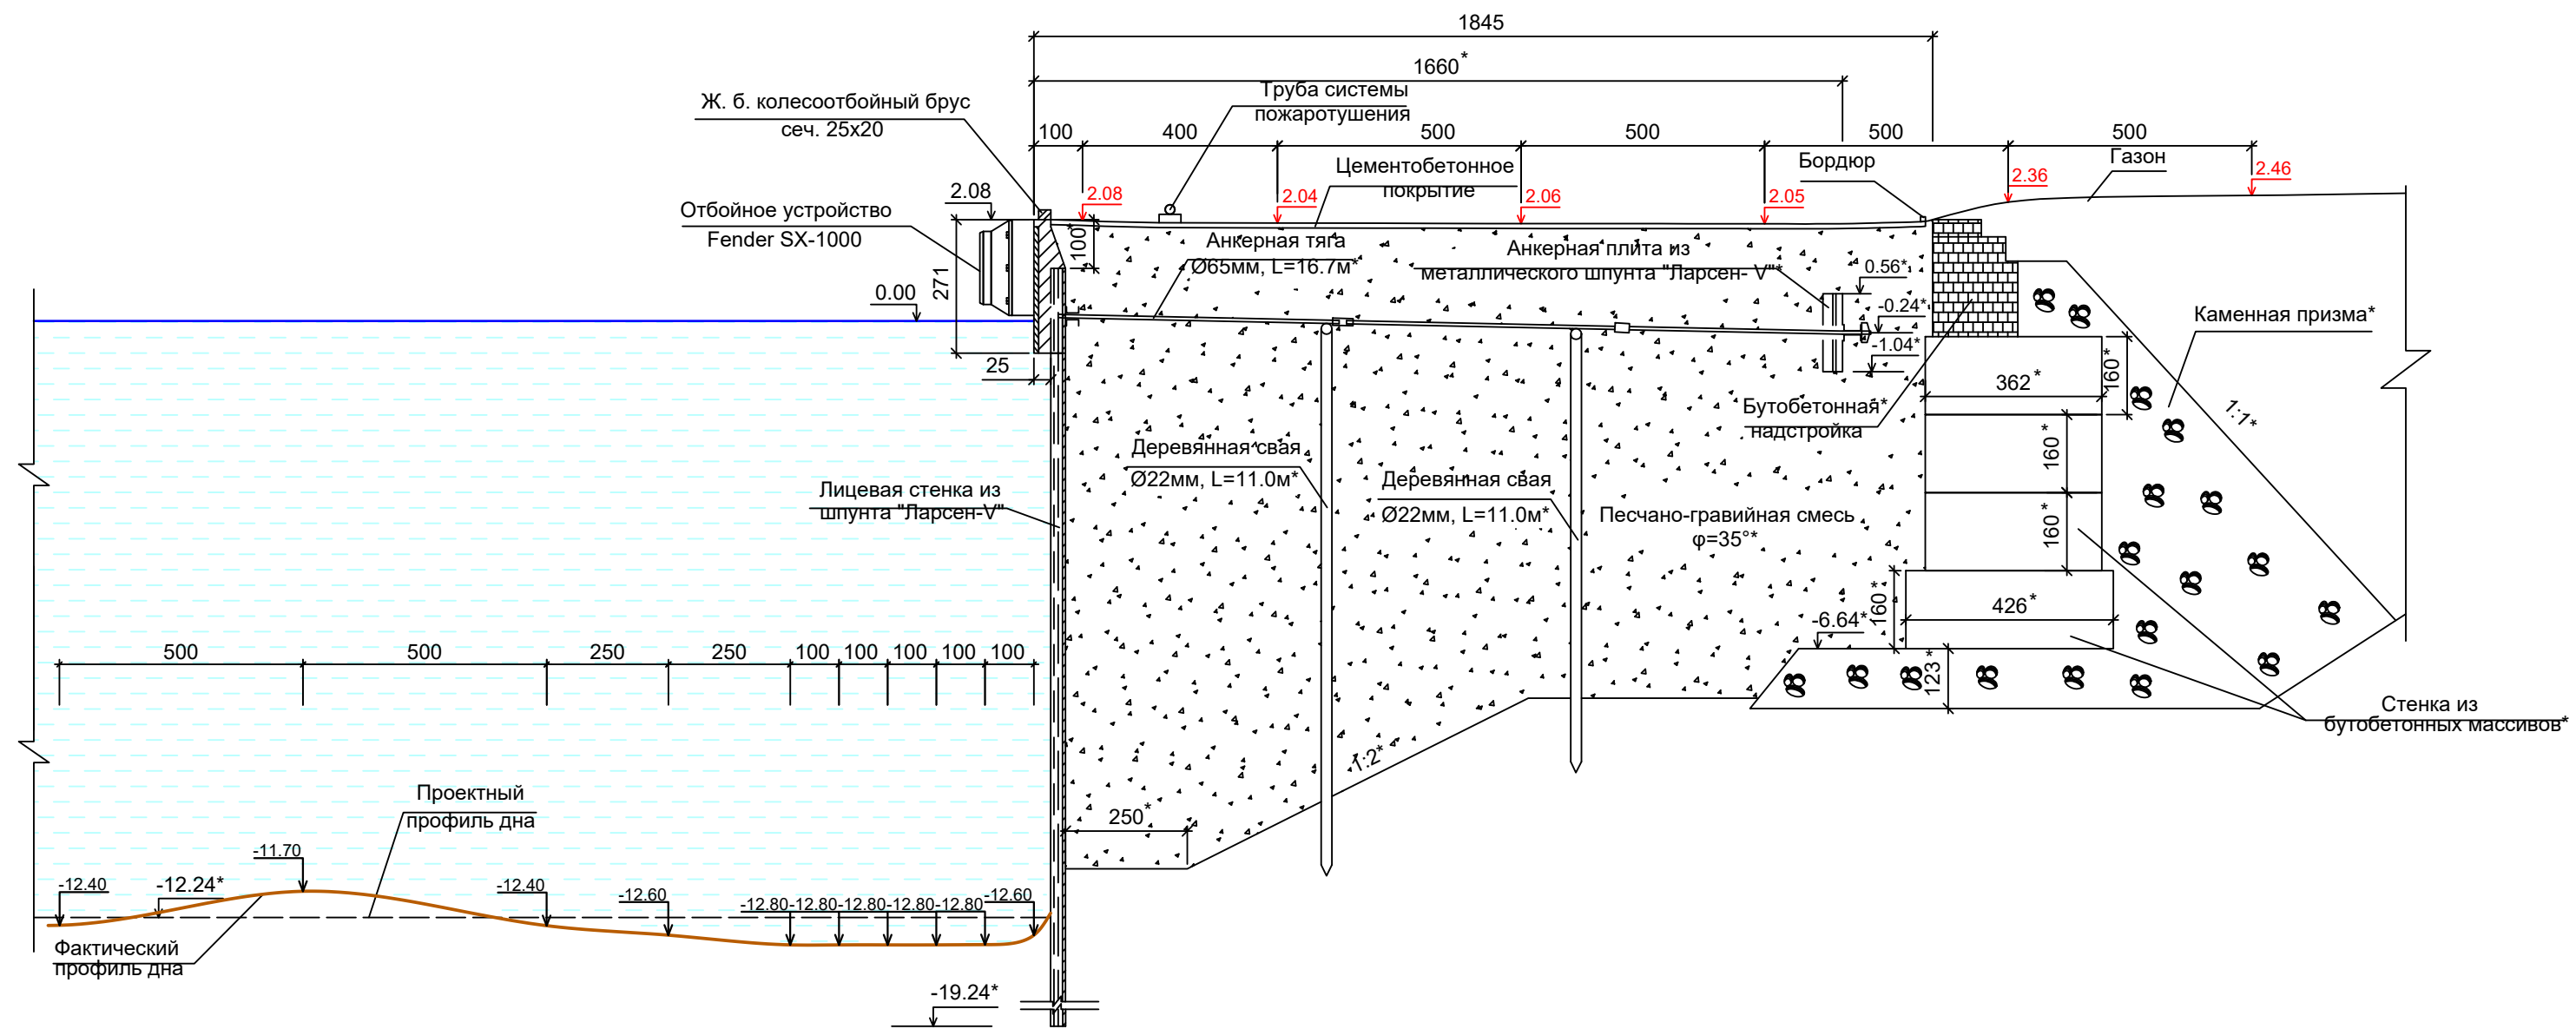 1845
1660*
Ж. б. колесоотбойный брус
сеч. 25х20
Труба системы
пожаротушения
100 400 500 500 500 500
Цементобетонное
покрытие
Бордюр
Газон
2.08
2.08
2.04
2.06
2.05
2.36
2.46
Отбойное устройство
Fender SX-1000
271
100*
Анкерная тяга
Ø65мм, L=16.7м*
Анкерная плита из
металлического шпунта "Ларсен- V"*
0.56*
-0.24*
-1.04*
0.00
25
Каменная призма*
362*
160*
1:1*
Бутобетонная*
надстройка
160*
160*
Деревянная свая
Ø22мм, L=11.0м*
Деревянная свая
Ø22мм, L=11.0м*
Лицевая стенка из
шпунта "Ларсен-V"
Песчано-гравийная смесь
φ=35°*
160*
426*
-6.64*
123*
500 500 250 250 100 100 100 100 100
Стенка из
бутобетонных массивов*
1:2*
250*
Проектный
профиль дна
-12.40
-12.24*
-11.70
-12.40
-12.60
-12.80 -12.80 -12.80 -12.80 -12.80
-12.60
Фактический
профиль дна
-19.24*